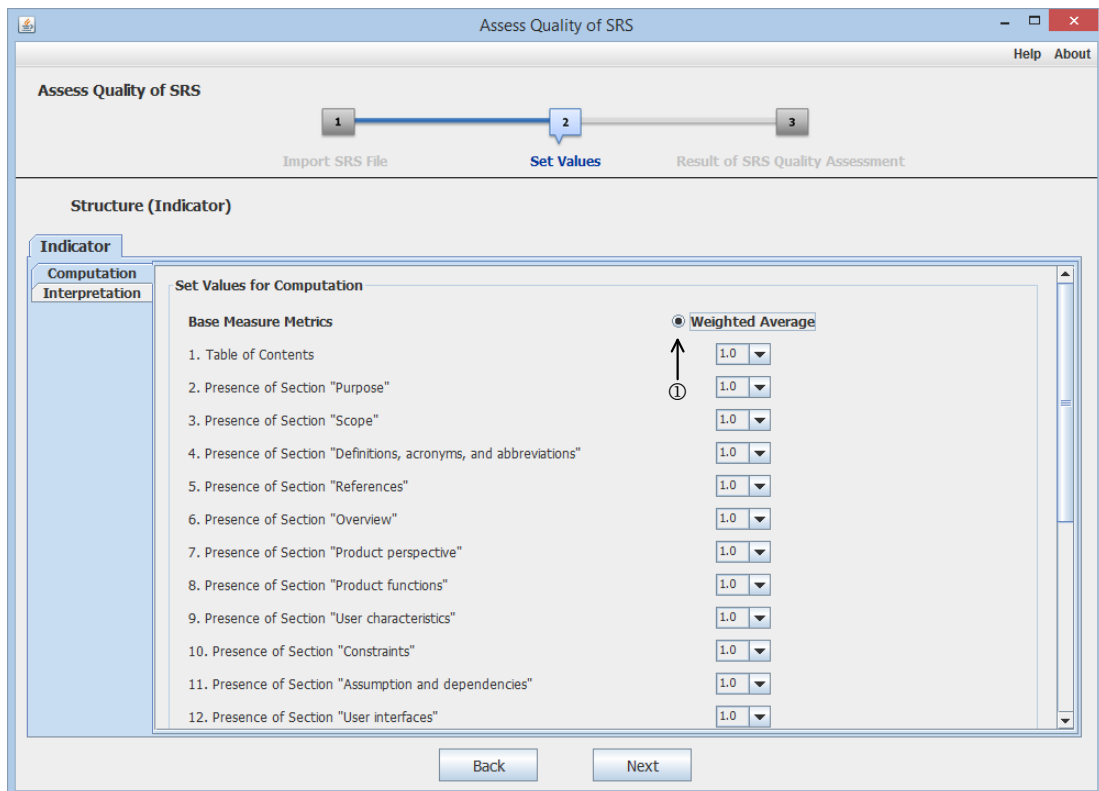 Assess Quality of SRS
Help About
Assess Quality of SRS
1 2 3
Import SRS File Set Values Result of SRS Quality Assessment
Structure (Indicator)
Indicator
Computation
Interpretation
Set Values for Computation
Base Measure Metrics Weighted Average
1. Table of Contents 1.0
①
2. Presence of Section "Purpose" 1.0
3. Presence of Section "Scope" 1.0
4. Presence of Section "Definitions, acronyms, and abbreviations" 1.0
5. Presence of Section "References" 1.0
6. Presence of Section "Overview" 1.0
7. Presence of Section "Product perspective" 1.0
8. Presence of Section "Product functions" 1.0
9. Presence of Section "User characteristics" 1.0
10. Presence of Section "Constraints" 1.0
11. Presence of Section "Assumption and dependencies" 1.0
12. Presence of Section "User interfaces" 1.0
Back Next